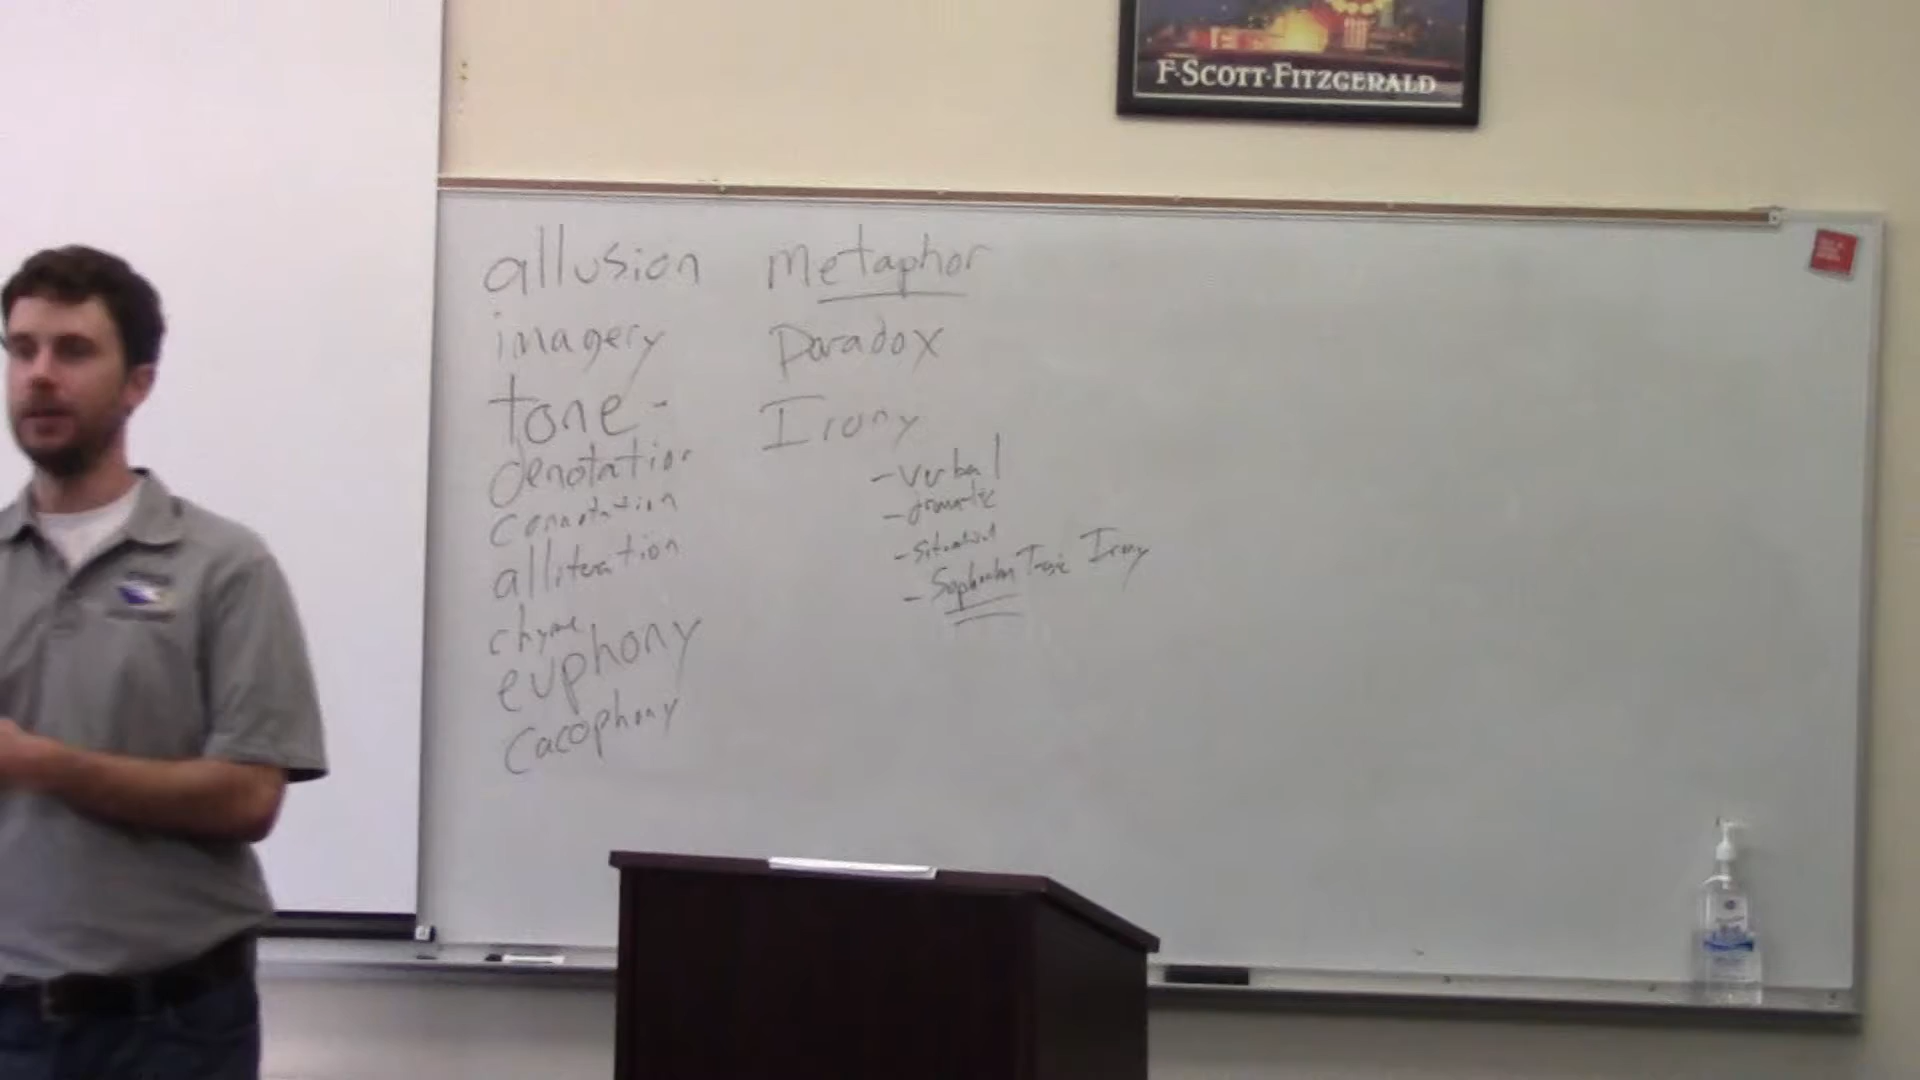 F·SCOTT·FITZGERALD
allusion
imagery
tone -
denotation
connotation
alliteration
rhyme
euphony
cacophony
metaphor
Paradox
Irony
- verbal
- dramatic
- situational
- Sophoclean Tragic Irony